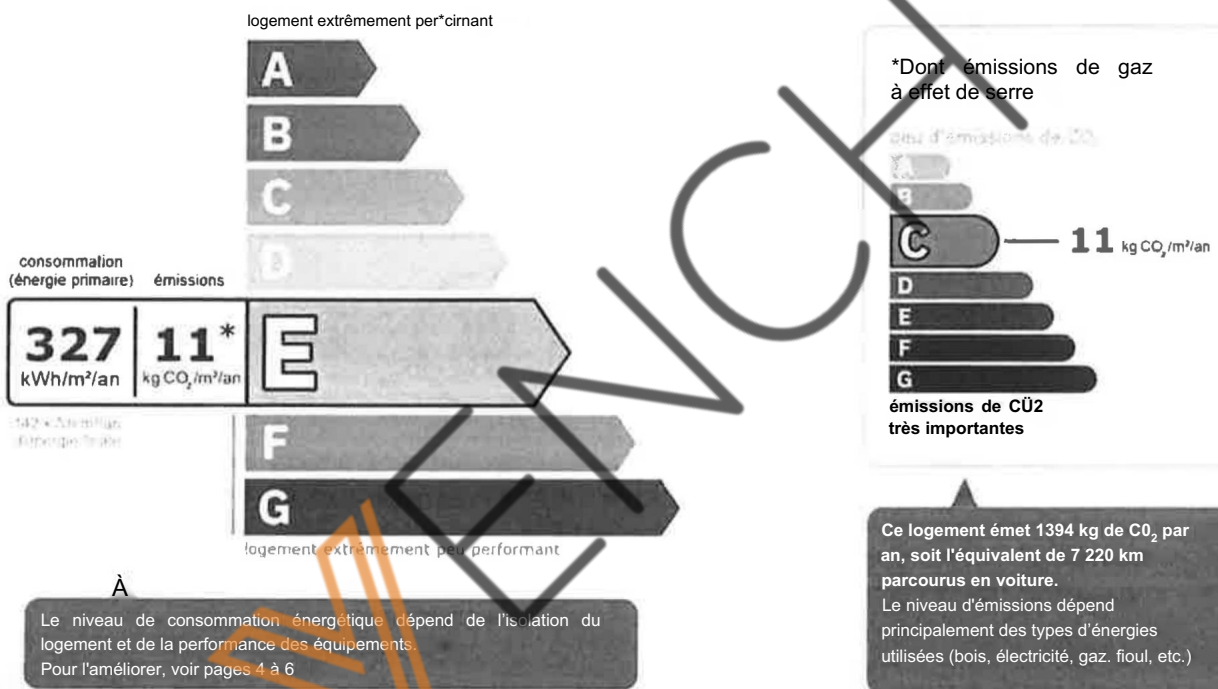 logement extrêmement per*cirnant
A
B
C
D
consommation
(énergie primaire)
émissions
327
kWh/m²/an
11*
kg CO₂/m²/an
E
F
G
logement extrêmement peu performant
À
Le niveau de consommation énergétique dépend de l'isolation du
logement et de la performance des équipements.
Pour l'améliorer, voir pages 4 à 6
*Dont émissions de gaz
à effet de serre
peu d'émissions de CO₂
A
B
C
11 kg CO₂/m²/an
D
E
F
G
émissions de CÜ2
très importantes
Ce logement émet 1394 kg de C0₂ par
an, soit l'équivalent de 7 220 km
parcourus en voiture.
Le niveau d'émissions dépend
principalement des types d’énergies
utilisées (bois, électricité, gaz. fioul, etc.)